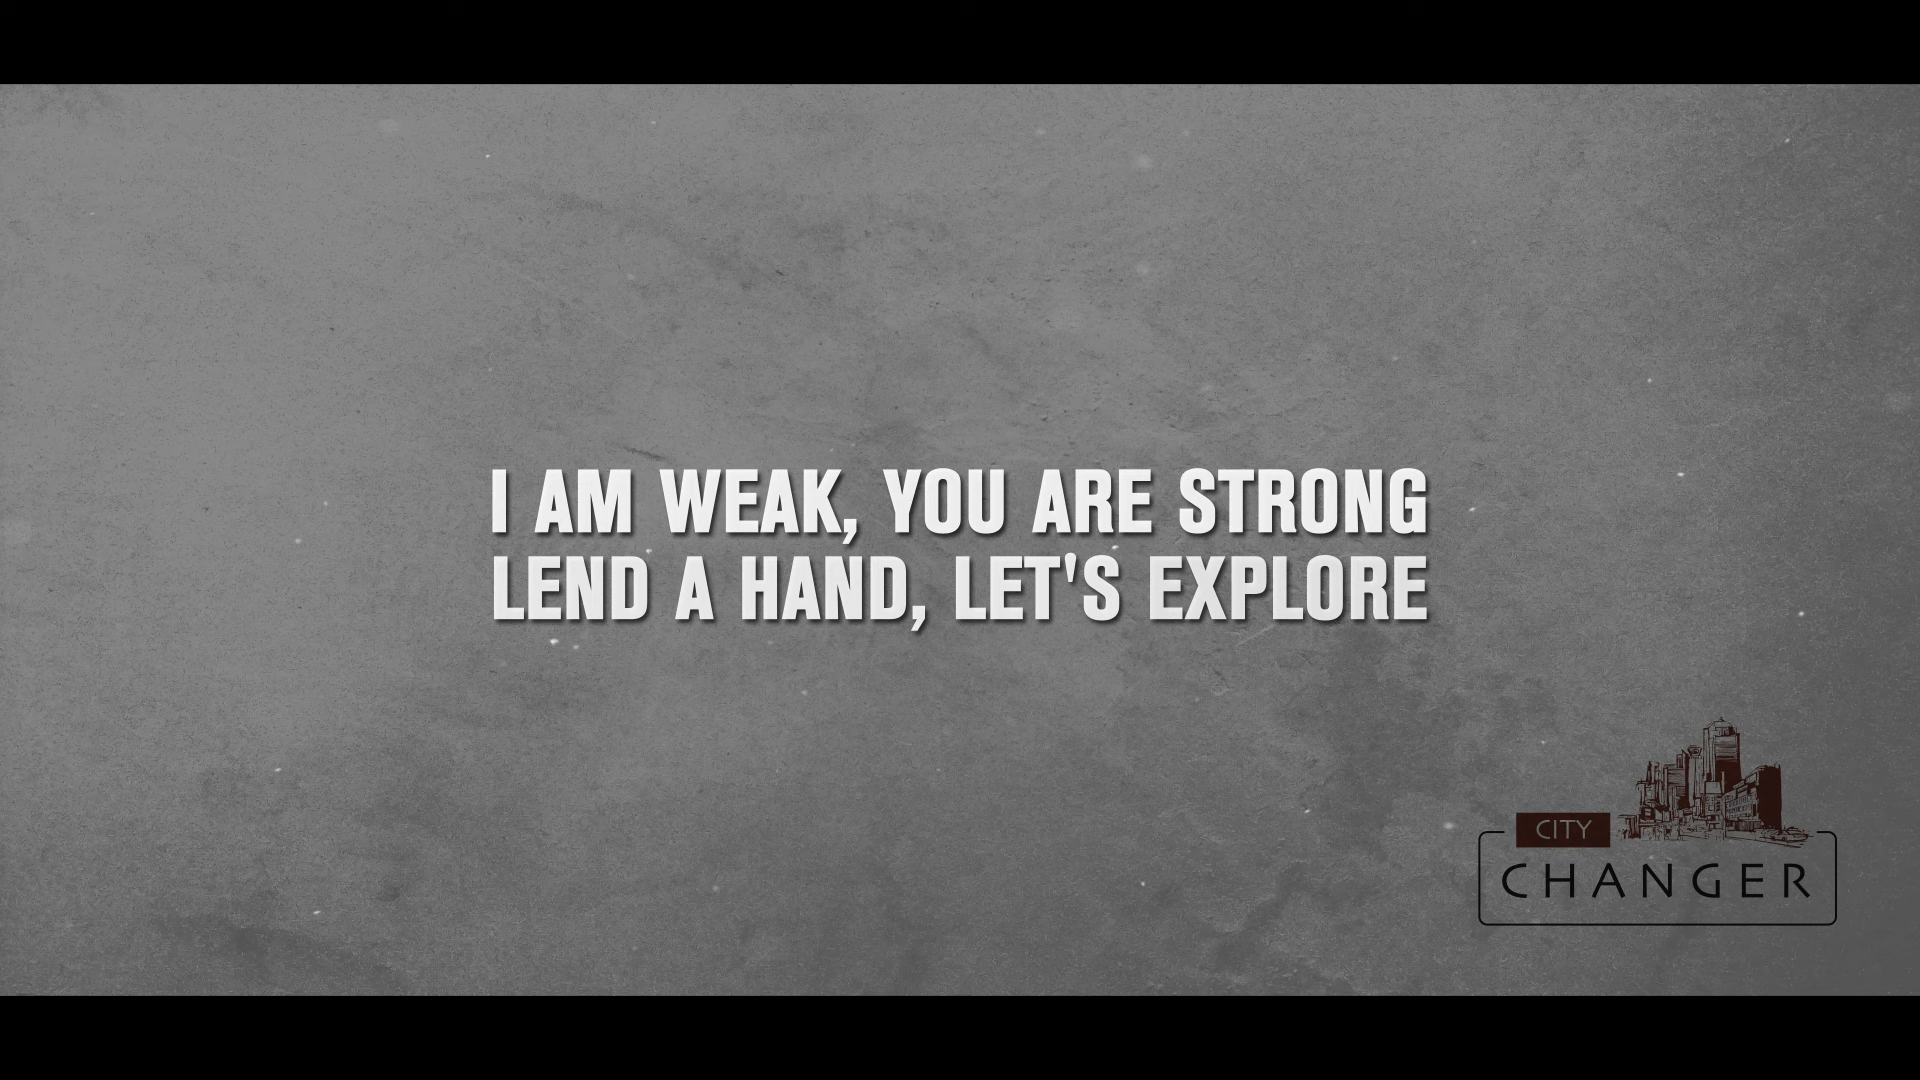 I AM WEAK, YOU ARE STRONG
LEND A HAND, LET'S EXPLORE
CITY
CHANGER